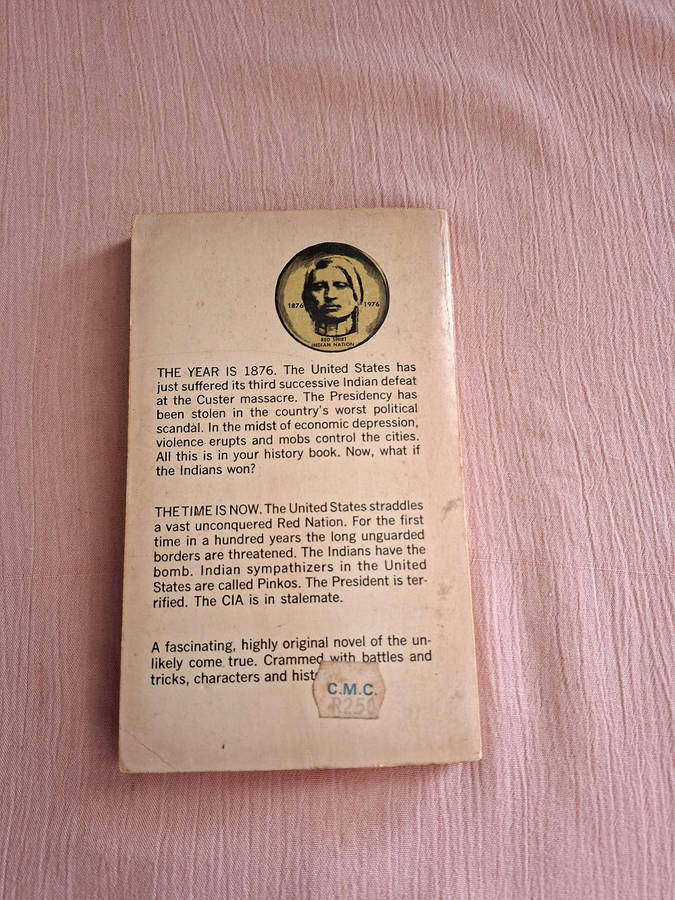 1876 1976
RED SHIRT
INDIAN NATION
THE YEAR IS 1876. The United States has
just suffered its third successive Indian defeat
at the Custer massacre. The Presidency has
been stolen in the country's worst political
scandal. In the midst of economic depression,
violence erupts and mobs control the cities.
All this is in your history book. Now, what if
the Indians won?
THE TIME IS NOW. The United States straddles
a vast unconquered Red Nation. For the first
time in a hundred years the long unguarded
borders are threatened. The Indians have the
bomb. Indian sympathizers in the United
States are called Pinkos. The President is ter-
rified. The CIA is in stalemate.
A fascinating, highly original novel of the un-
likely come true. Crammed with battles and
tricks, characters and
C.M.C.